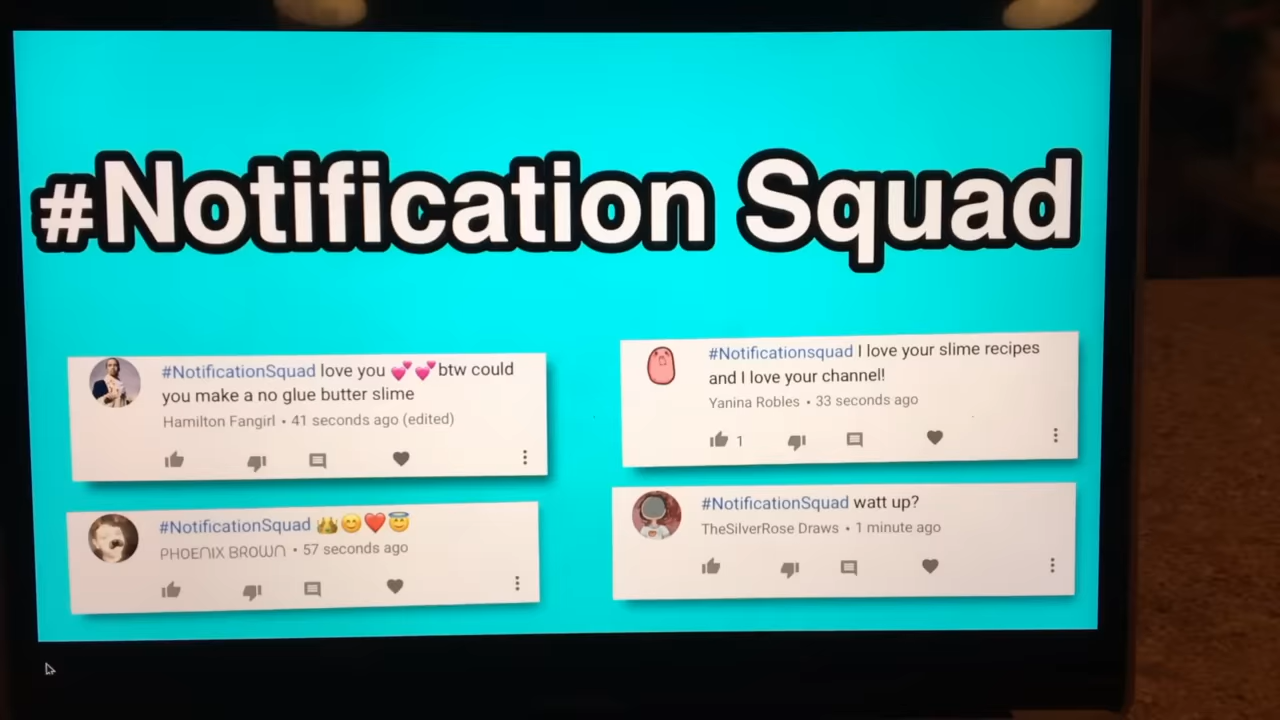 #Notification Squad
#NotificationSquad love you 💕💕btw could
you make a no glue butter slime
Hamilton Fangirl • 41 seconds ago (edited)
#Notificationsquad I love your slime recipes
and I love your channel!
Yanina Robles • 33 seconds ago
1
#NotificationSquad 👑😊❤️😇
PHOENIX BROWN • 57 seconds ago
#NotificationSquad watt up?
TheSilverRose Draws • 1 minute ago